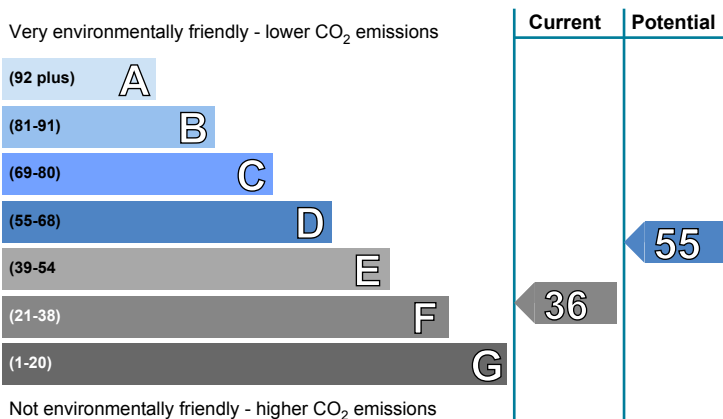 Current Potential
Very environmentally friendly - lower CO2 emissions
(92 plus) A
(81-91) B
(69-80) C
(55-68) D
55
(39-54 E
(21-38) F
36
(1-20) G
Not environmentally friendly - higher CO2 emissions